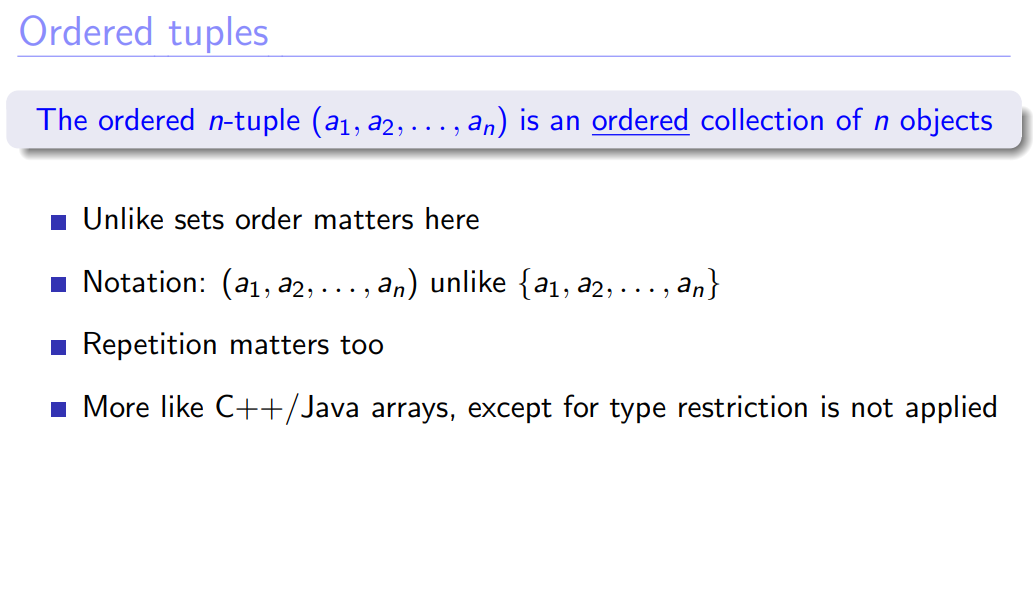 Ordered tuples
The ordered n-tuple (a₁, a₂, . . . , aₙ) is an ordered collection of n objects
Unlike sets order matters here
Notation: (a₁, a₂, . . . , aₙ) unlike {a₁, a₂, . . . , aₙ}
Repetition matters too
More like C++/Java arrays, except for type restriction is not applied